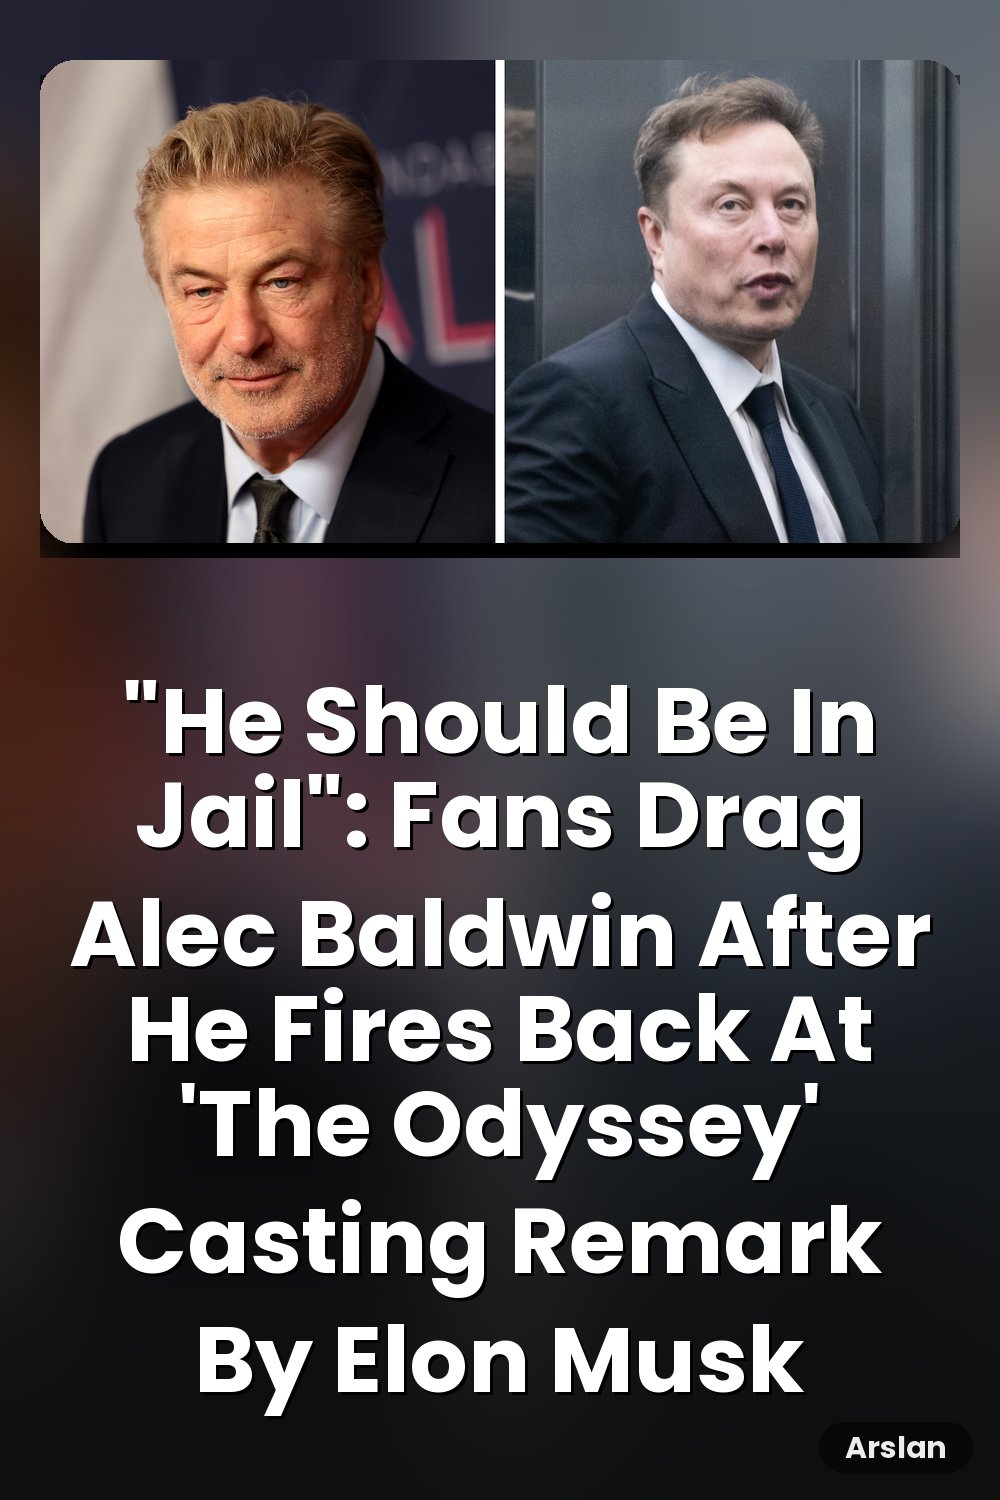 "He Should Be In
Jail": Fans Drag
Alec Baldwin After
He Fires Back At
'The Odyssey'
Casting Remark
By Elon Musk
Arslan